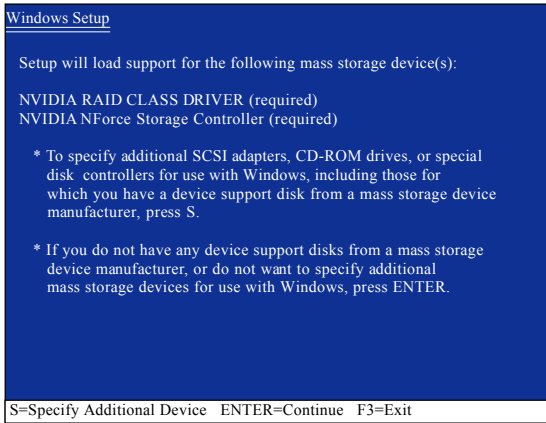 Windows Setup
Setup will load support for the following mass storage device(s):
NVIDIA RAID CLASS DRIVER (required)
NVIDIA NForce Storage Controller (required)
* To specify additional SCSI adapters, CD-ROM drives, or special
disk controllers for use with Windows, including those for
which you have a device support disk from a mass storage device
manufacturer, press S.
* If you do not have any device support disks from a mass storage
device manufacturer, or do not want to specify additional
mass storage devices for use with Windows, press ENTER.
S=Specify Additional Device ENTER=Continue F3=Exit